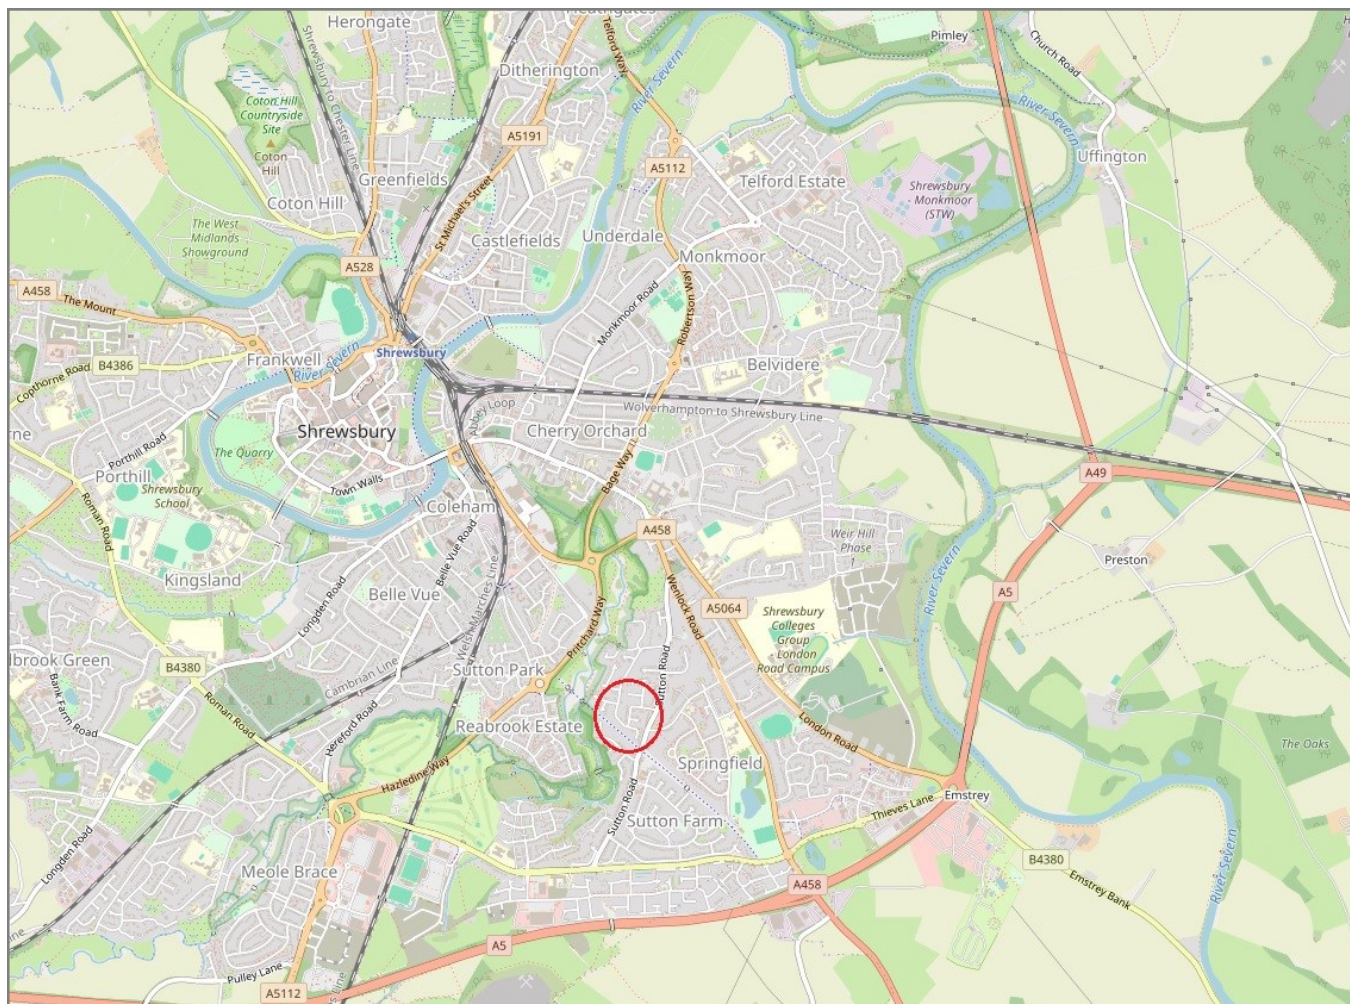 Herongate
Heathgates
Pimley
Church Road
Telford Way
River Severn
Ditherington
Shrewsbury to Chester Line
Coton Hill
Countryside
Site
A5191
River Severn
Coton
Hill
Greenfields
A5112
Telford Estate
Uffington
Coton Hill
St Michael's Street
Shrewsbury
Monkmoor
(STW)
The West
Midlands
Showground
Castlefields
Underdale
Monkmoor
A528
A458
The Mount
Monkmoor Road
Robertson Way
Frankwell
River Severn
Shrewsbury
B4386
Copthorne Road
Belvidere
Abbey Loop
Wolverhampton to Shrewsbury Line
rne
Shrewsbury
Cherry Orchard
Porthill Road
The Quarry
Bage Way
A49
Porthill
Shrewsbury
School
Town Walls
Coleham
Roman Road
A458
Weir Hill
Phase
Belle Vue Road
Preston
Kingsland
Welsh Marches Line
River Severn
Belle Vue
Longden Road
Wenlock Road
A5064
A5
Shrewsbury
Colleges
Group
London
Road Campus
Pritchard Way
lbrook Green
B4380
Cambrian Line
Sutton Park
Sutton Road
Bank Farm Road
Roman Road
Hereford Road
Reabrook Estate
London Road
The Oaks
Hazledine Way
Springfield
Emstrey
Thieves Lane
Sutton Road
Sutton Farm
River Severn
Longden Road
Meole Brace
B4380
Emstrey Bank
A458
Line
A5
Pulley Lane
A5112
s Line